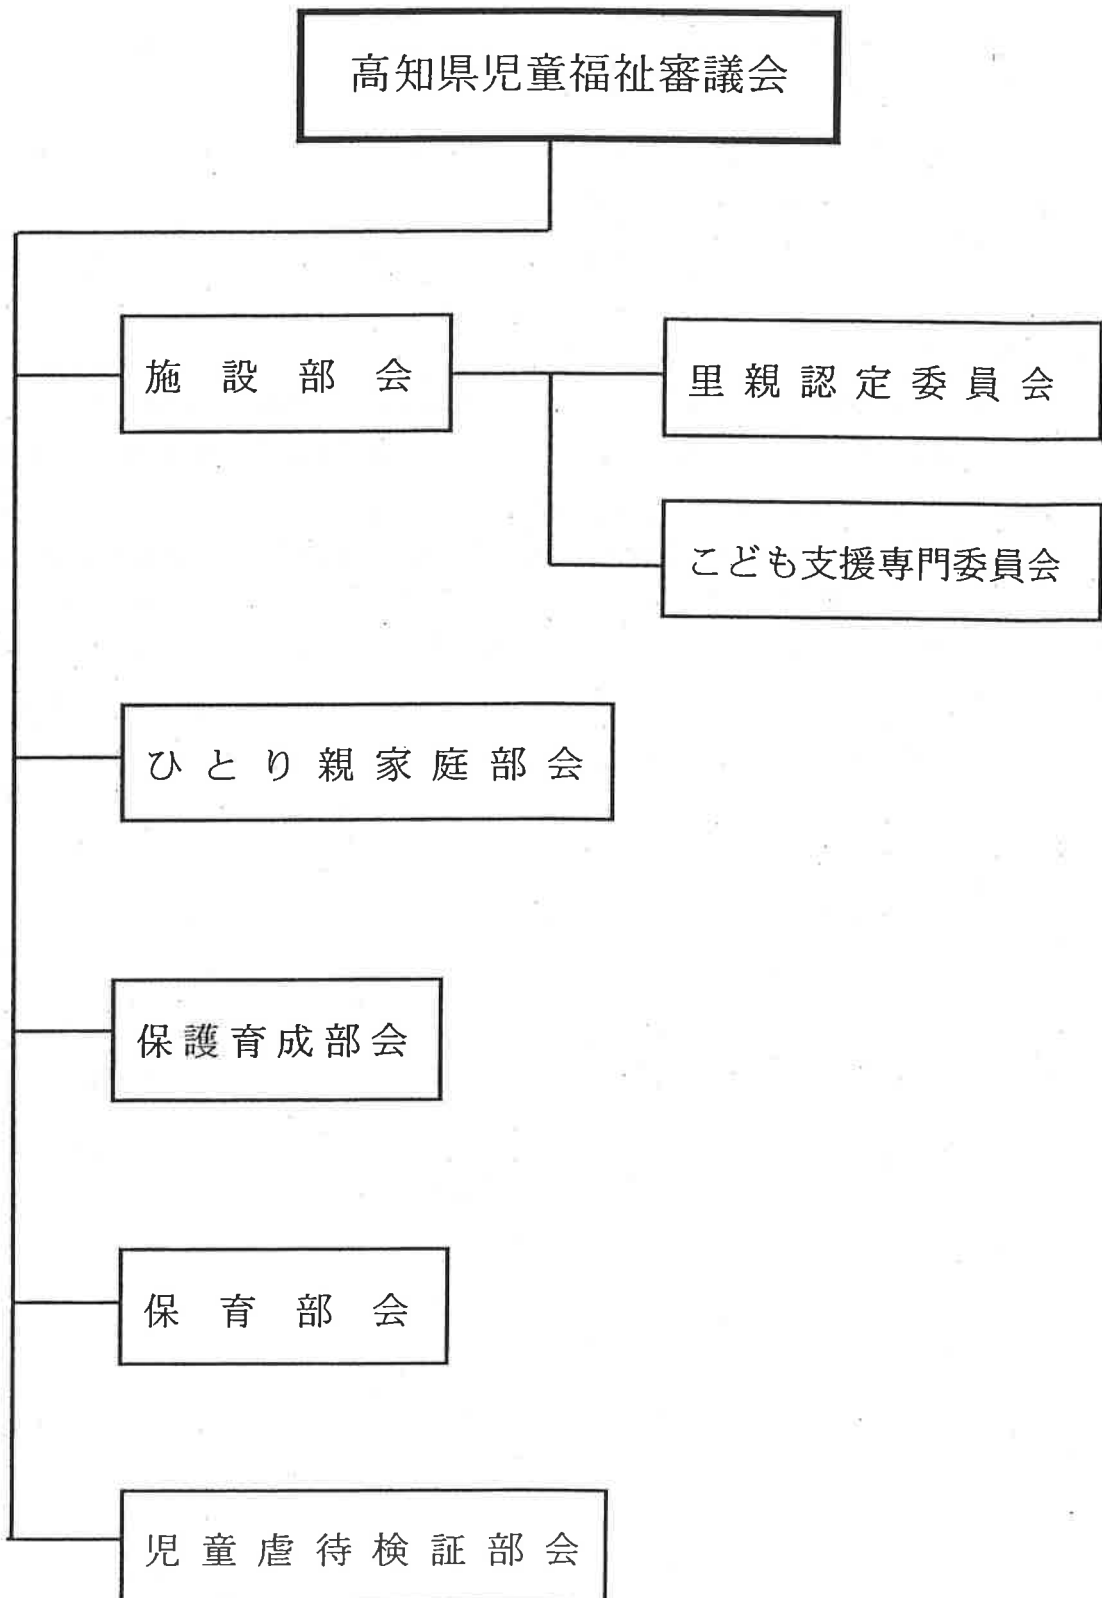 高知県児童福祉審議会
施設部会
里親認定委員会
こども支援専門委員会
ひとり親家庭部会
保護育成部会
保育部会
児童虐待検証部会